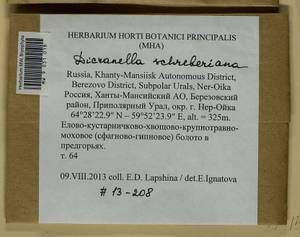 HERBARIUM HORTI BOTANICI PRINCIPALIS
(MHA)
Dicranella schreberiana
Russia, Khanty-Mansiisk Autonomous District,
Berezovo District, Subpolar Urals, Ner-Oika
Россия, Ханты-Мансийский АО, Березовский
район, Приполярный Урал, окр. г. Нер-Ойка
64°28'22.9" N – 59°52'23.9" E, alt. = 325m.
Елово-кустарничково-хвощово-крупнотравно-
моховое (сфагново-гипновое) болото в
предгорьях.
т. 64
09.VIII.2013 coll. E.D. Lapshina / det.E.Ignatova
# 13-208